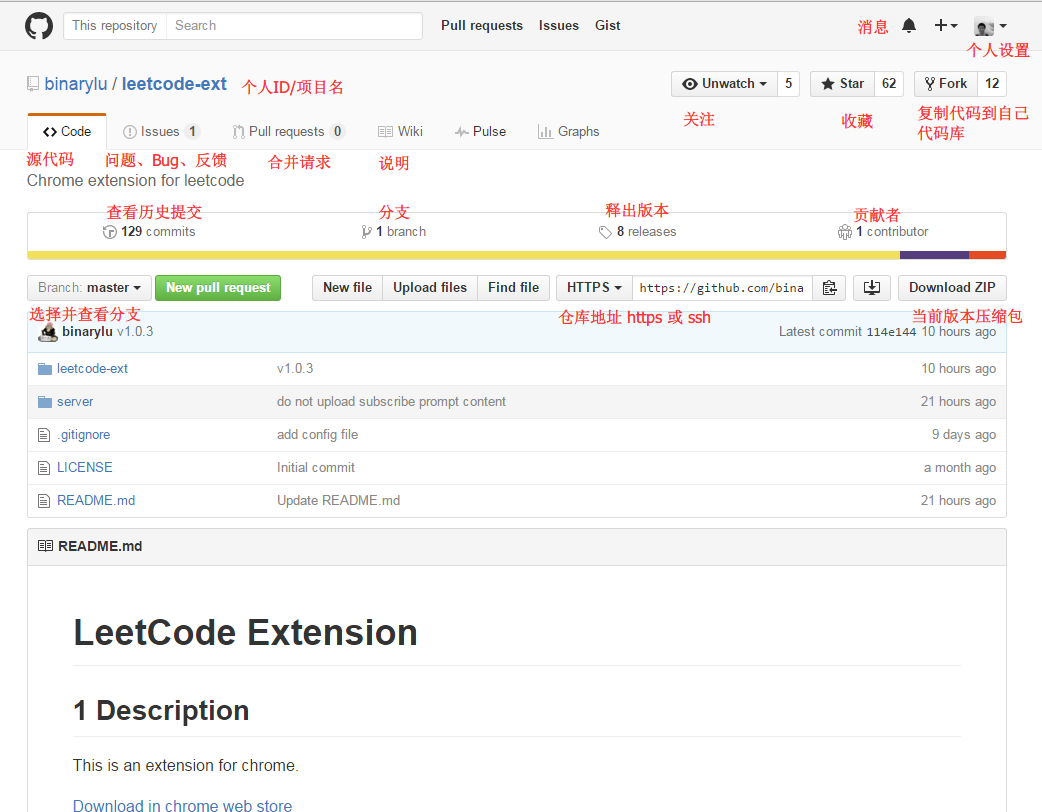 This repository Search Pull requests Issues Gist 消息
个人设置
binarylu / leetcode-ext 个人ID/项目名 Unwatch 5 Star 62 Fork 12
关注 收藏 复制代码到自己
代码库
Code Issues 1 Pull requests 0 Wiki Pulse Graphs
源代码 问题、Bug、反馈 合并请求 说明
Chrome extension for leetcode
查看历史提交 分支 释出版本 贡献者
129 commits 1 branch 8 releases 1 contributor
Branch: master New pull request New file Upload files Find file HTTPS https://github.com/bina Download ZIP
选择并查看分支 仓库地址 https 或 ssh 当前版本压缩包
binarylu v1.0.3 Latest commit 114e144 10 hours ago
leetcode-ext v1.0.3 10 hours ago
server do not upload subscribe prompt content 21 hours ago
.gitignore add config file 9 days ago
LICENSE Initial commit a month ago
README.md Update README.md 21 hours ago
README.md
LeetCode Extension
1 Description
This is an extension for chrome.
Download in chrome web store